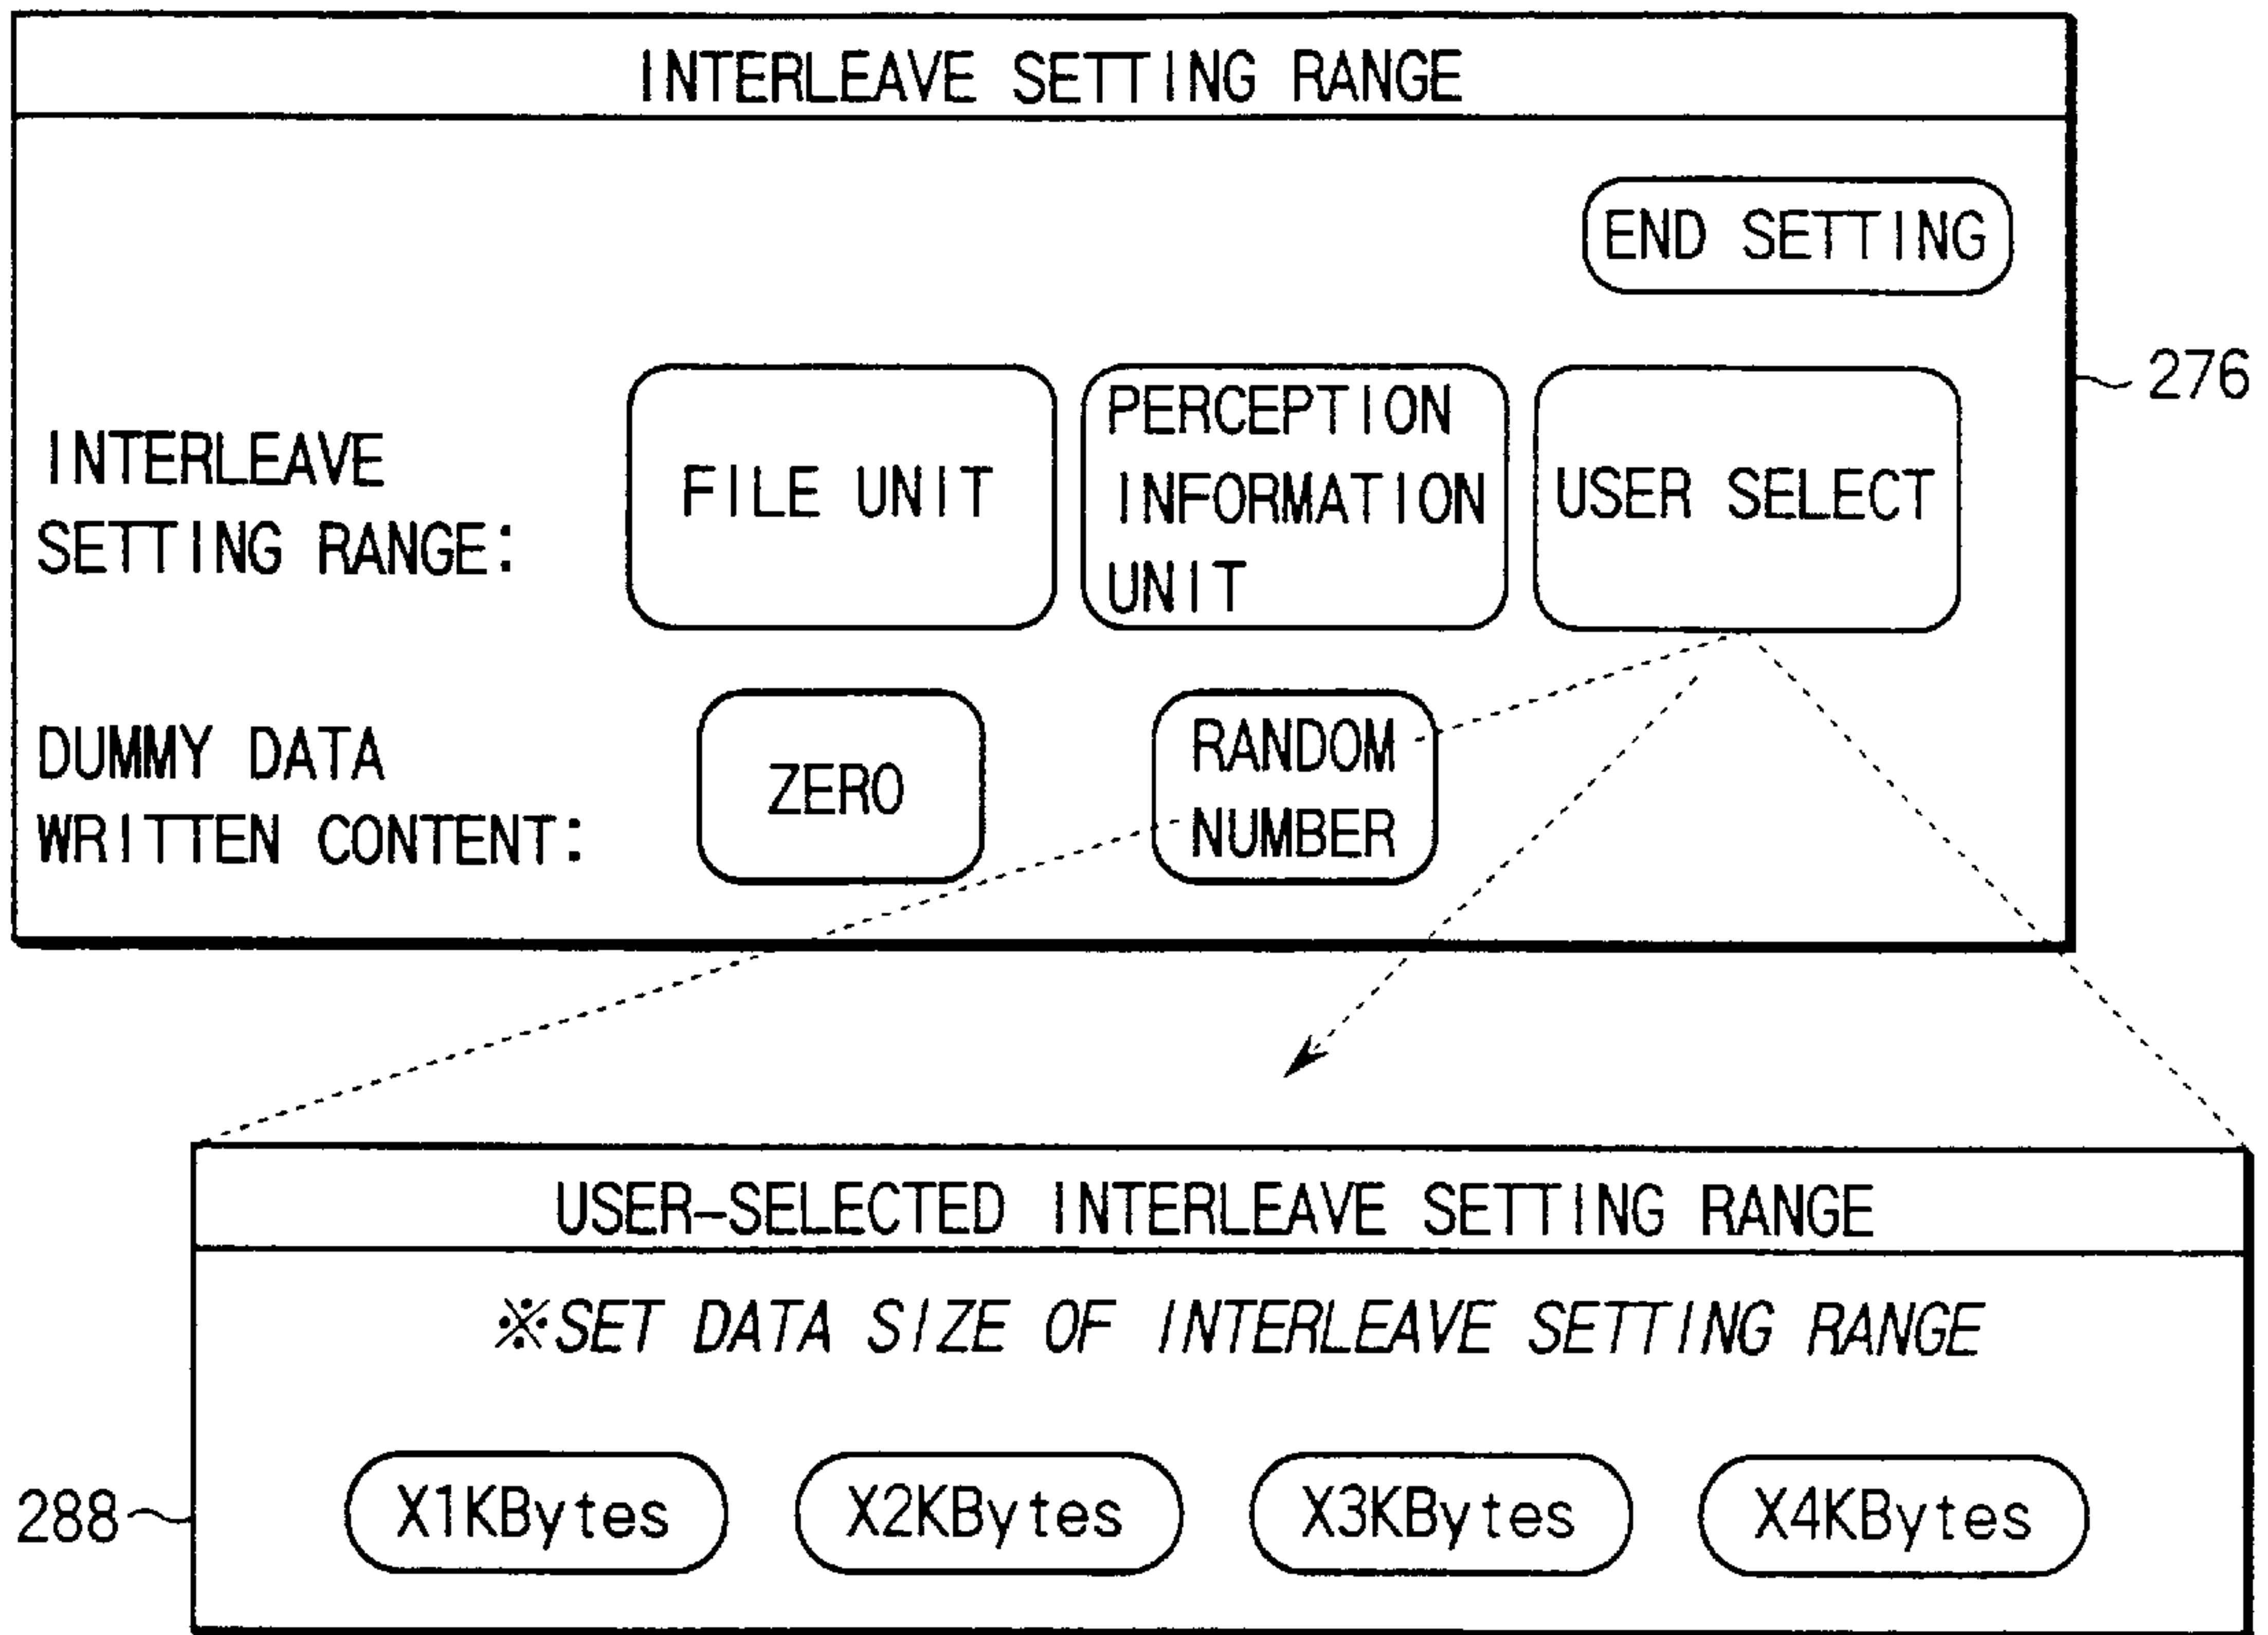 INTERLEAVE SETTING RANGE
END SETTING
276
INTERLEAVE
SETTING RANGE:
FILE UNIT
PERCEPTION
INFORMATION
UNIT
USER SELECT
DUMMY DATA
WRITTEN CONTENT:
ZERO
RANDOM
NUMBER
USER-SELECTED INTERLEAVE SETTING RANGE
※SET DATA SIZE OF INTERLEAVE SETTING RANGE
288
X1KBytes
X2KBytes
X3KBytes
X4KBytes